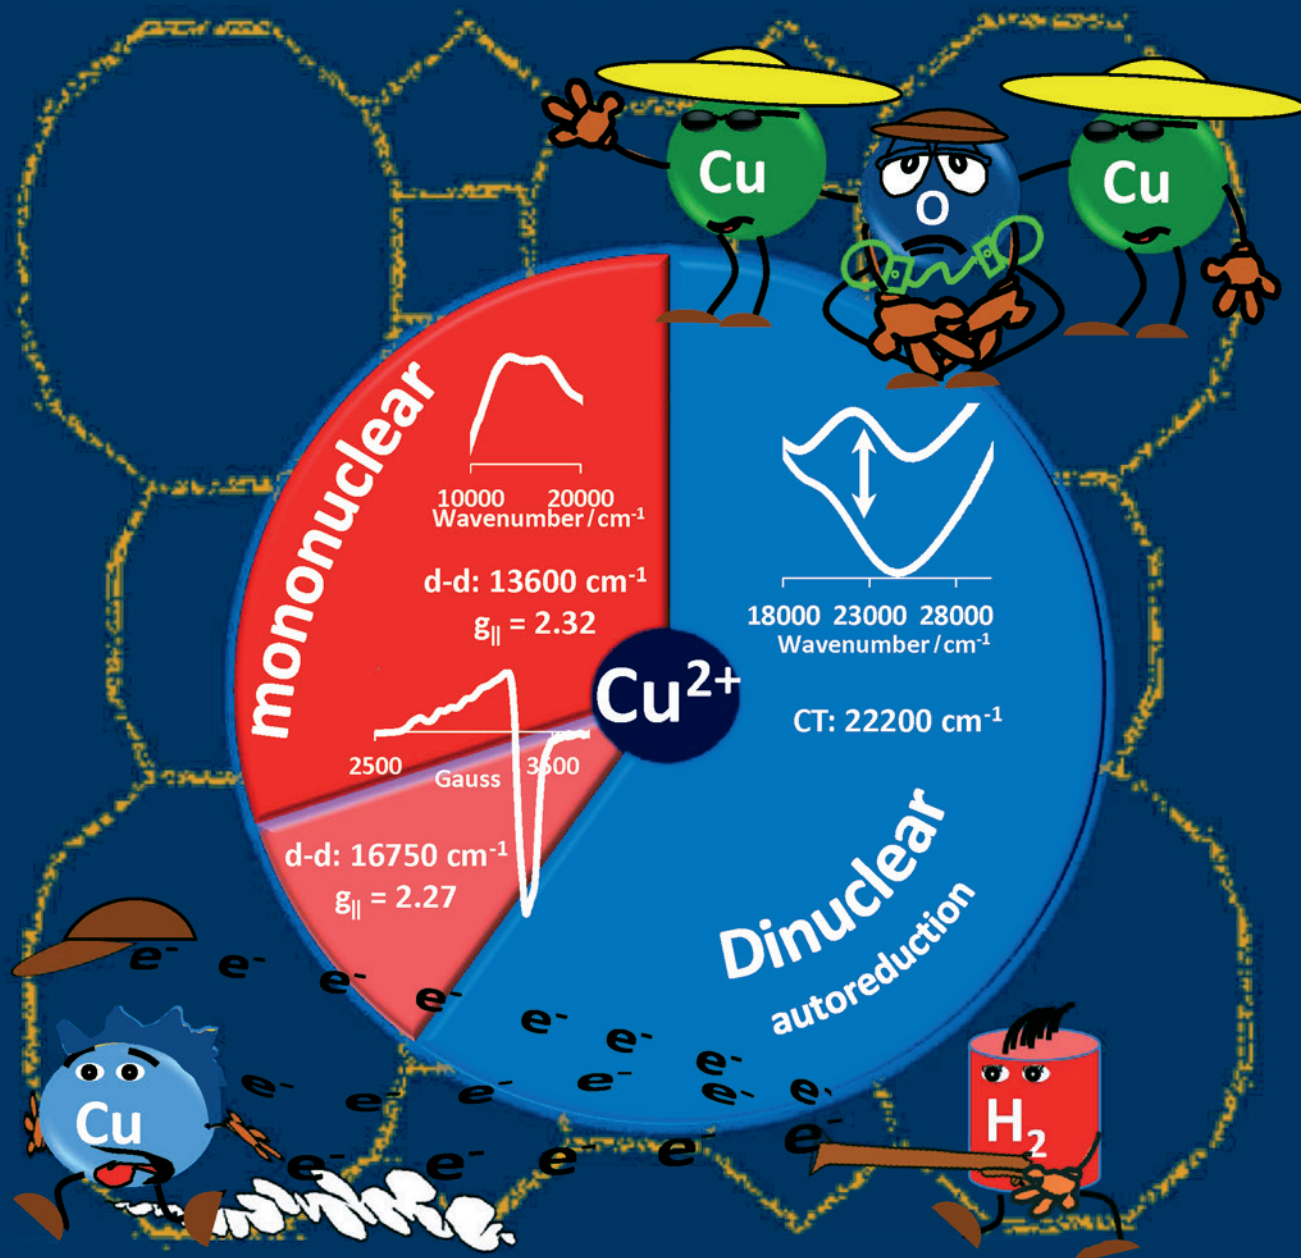 Cu
O
Cu
mononuclear
10000 20000
Wavenumber/cm⁻¹
d-d: 13600 cm⁻¹
g|| = 2.32
18000 23000 28000
Wavenumber/cm⁻¹
Cu²⁺
CT: 22200 cm⁻¹
2500 Gauss 3500
d-d: 16750 cm⁻¹
g|| = 2.27
Dinuclear
autoreduction
e⁻ e⁻ e⁻ e⁻ e⁻ e⁻ e⁻
e⁻ e⁻ e⁻ e⁻ e⁻ e⁻
e⁻ e⁻ e⁻ e⁻ e⁻
Cu
H₂